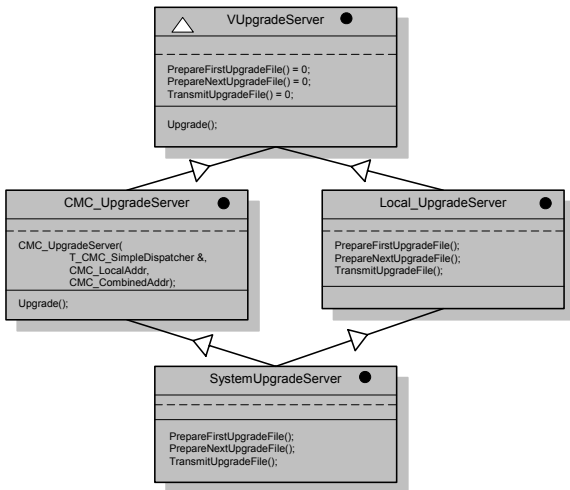 VUpgradeServer
PrepareFirstUpgradeFile() = 0;
PrepareNextUpgradeFile() = 0;
TransmitUpgradeFile() = 0;
Upgrade();
CMC_UpgradeServer
CMC_UpgradeServer(
T_CMC_SimpleDispatcher &,
CMC_LocalAddr,
CMC_CombinedAddr);
Upgrade();
Local_UpgradeServer
PrepareFirstUpgradeFile();
PrepareNextUpgradeFile();
TransmitUpgradeFile();
SystemUpgradeServer
PrepareFirstUpgradeFile();
PrepareNextUpgradeFile();
TransmitUpgradeFile();